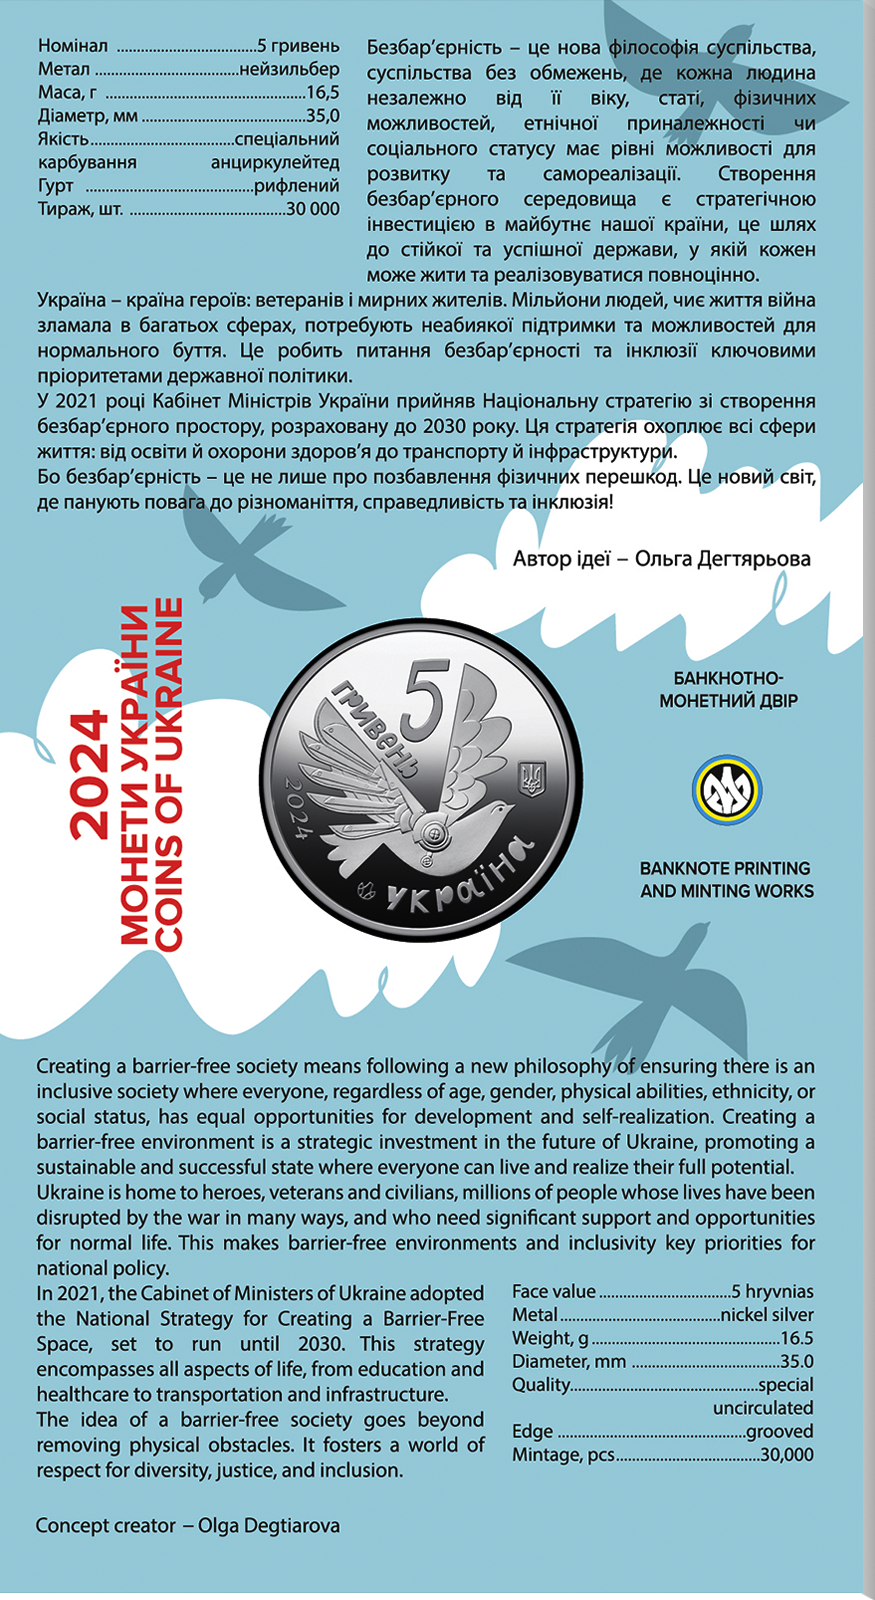 Номінал ..................................5 гривень
Метал ...................................нейзильбер
Маса, г .................................................16,5
Діаметр, мм ........................................35,0
Якість...................................спеціальний
карбування анциркулейтед
Гурт .........................................рифлений
Тираж, шт. ......................................30 000
Безбар’єрність – це нова філософія суспільства,
суспільства без обмежень, де кожна людина
незалежно від її віку, статі, фізичних
можливостей, етнічної приналежності чи
соціального статусу має рівні можливості для
розвитку та самореалізації. Створення
безбар’єрного середовища є стратегічною
інвестицією в майбутнє нашої країни, це шлях
до стійкої та успішної держави, у якій кожен
може жити та реалізовуватися повноцінно.
Україна – країна героїв: ветеранів і мирних жителів. Мільйони людей, чиє життя війна
зламала в багатьох сферах, потребують неабиякої підтримки та можливостей для
нормального буття. Це робить питання безбар’єрності та інклюзії ключовими
пріоритетами державної політики.
У 2021 році Кабінет Міністрів України прийняв Національну стратегію зі створення
безбар’єрного простору, розраховану до 2030 року. Ця стратегія охоплює всі сфери
життя: від освіти й охорони здоров’я до транспорту й інфраструктури.
Бо безбар’єрність – це не лише про позбавлення фізичних перешкод. Це новий світ,
де панують повага до різноманіття, справедливість та інклюзія!
Автор ідеї – Ольга Дегтярьова
2024
МОНЕТИ УКРАЇНИ
COINS OF UKRAINE
5
гривень
2024
Україна
БАНКНОТНО-
МОНЕТНИЙ ДВІР
BANKNOTE PRINTING
AND MINTING WORKS
Creating a barrier-free society means following a new philosophy of ensuring there is an
inclusive society where everyone, regardless of age, gender, physical abilities, ethnicity, or
social status, has equal opportunities for development and self-realization. Creating a
barrier-free environment is a strategic investment in the future of Ukraine, promoting a
sustainable and successful state where everyone can live and realize their full potential.
Ukraine is home to heroes, veterans and civilians, millions of people whose lives have been
disrupted by the war in many ways, and who need significant support and opportunities
for normal life. This makes barrier-free environments and inclusivity key priorities for
national policy.
In 2021, the Cabinet of Ministers of Ukraine adopted
the National Strategy for Creating a Barrier-Free
Space, set to run until 2030. This strategy
encompasses all aspects of life, from education and
healthcare to transportation and infrastructure.
The idea of a barrier-free society goes beyond
removing physical obstacles. It fosters a world of
respect for diversity, justice, and inclusion.
Face value ................................5 hryvnias
Metal.......................................nickel silver
Weight, g..............................................16.5
Diameter, mm ....................................35.0
Quality..............................................special
uncirculated
Edge ..............................................grooved
Mintage, pcs...................................30,000
Concept creator – Olga Degtiarova